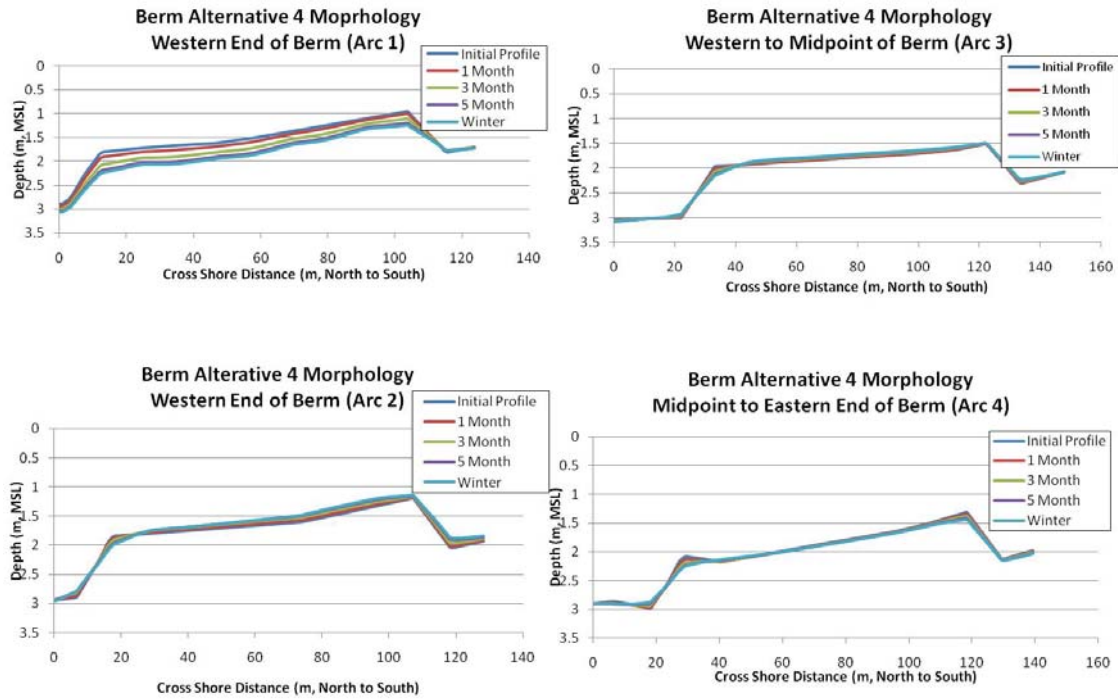 Berm Alternative 4 Moprhology
Western End of Berm (Arc 1)
Initial Profile
1 Month
3 Month
5 Month
Winter
0
0.5
1
1.5
2
2.5
3
3.5
Depth (m, MSL)
0
20
40
60
80
100
120
140
Cross Shore Distance (m, North to South)
Berm Alternative 4 Morphology
Western to Midpoint of Berm (Arc 3)
Initial Profile
1 Month
3 Month
5 Month
Winter
0
0.5
1
1.5
2
2.5
3
3.5
Depth (m, MSL)
0
20
40
60
80
100
120
140
160
Cross Shore Distance (m, North to South)
Berm Alterative 4 Morphology
Western End of Berm (Arc 2)
Initial Profile
1 Month
3 Month
5 Month
Winter
0
0.5
1
1.5
2
2.5
3
3.5
Depth (m, MSL)
0
20
40
60
80
100
120
140
Cross Shore Distance (m, North to South)
Berm Alternative 4 Morphology
Midpoint to Eastern End of Berm (Arc 4)
Initial Profile
1 Month
3 Month
5 Month
Winter
0
0.5
1
1.5
2
2.5
3
3.5
Depth (m, MSL)
0
20
40
60
80
100
120
140
160
Cross Shore Distance (m, North to South)